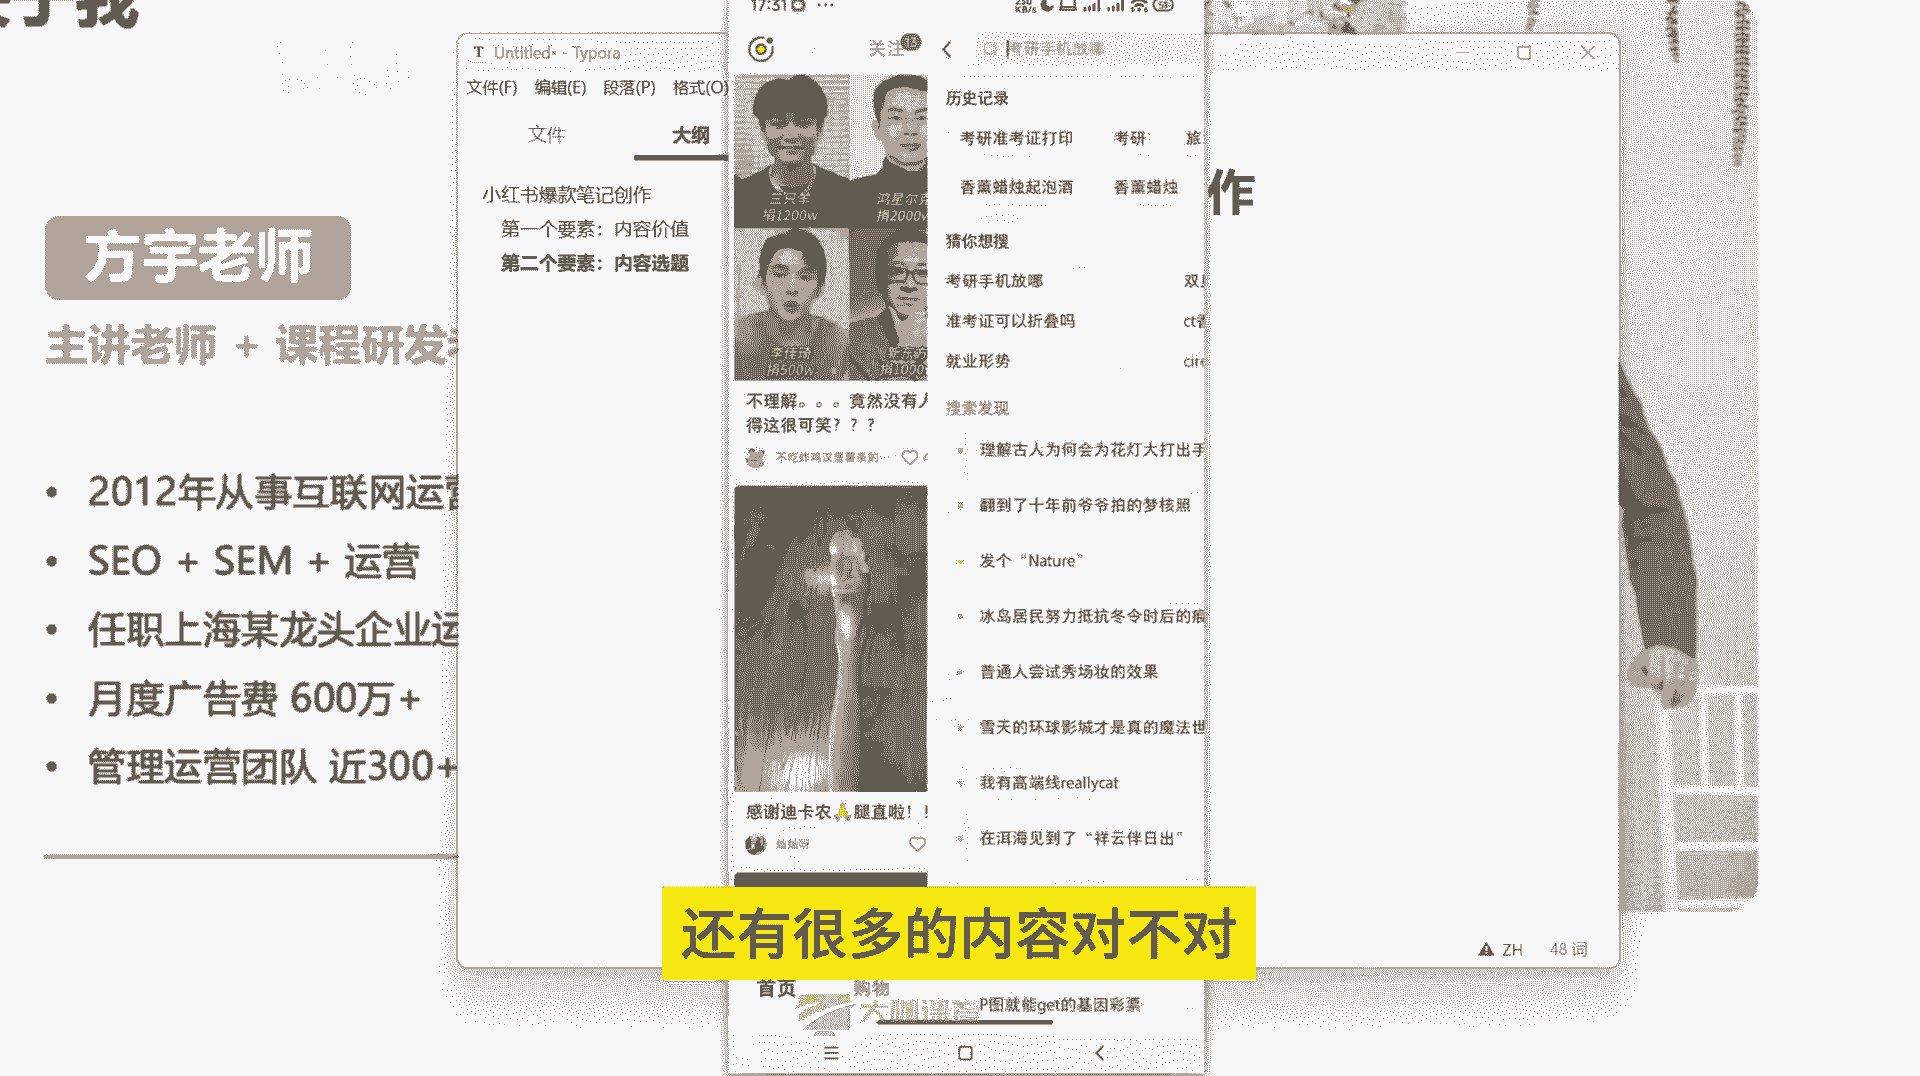 方宇老师
主讲老师 + 课程研发
2012年从事互联网运营
SEO + SEM + 运营
任职上海某龙头企业运
月度广告费 600万+
管理运营团队 近300+
Untitled• - Typora
文件(F) 编辑(E) 段落(P) 格式(O)
文件 大纲
小红书爆款笔记创作
第一个要素：内容价值
第二个要素：内容选题
作
ZH 48 词
17:31
关注 13
三只羊
捐1200w
鸿星尔克
捐2000w
李佳琦
捐500w
捐1000
不理解。。。竟然没有人
得这很可笑？？？
不吃炸鸡汉堡薯条的…
感谢迪卡农🙏腿直啦！！
灿灿呀
首页 购物
考研手机放哪
历史记录
考研准考证打印 考研 旅
香薰蜡烛起泡酒 香薰蜡烛
猜你想搜
考研手机放哪
准考证可以折叠吗 ct香
就业形势 cire
搜索发现
理解古人为何会为花灯大打出手
翻到了十年前爷爷拍的梦核照
发个“Nature”
冰岛居民努力抵抗冬令时后的痕
普通人尝试秀场妆的效果
雪天的环球影城才是真的魔法世
我有高端线reallycat
在洱海见到了“祥云伴日出”
P图就能get的基因彩票
还有很多的内容对不对